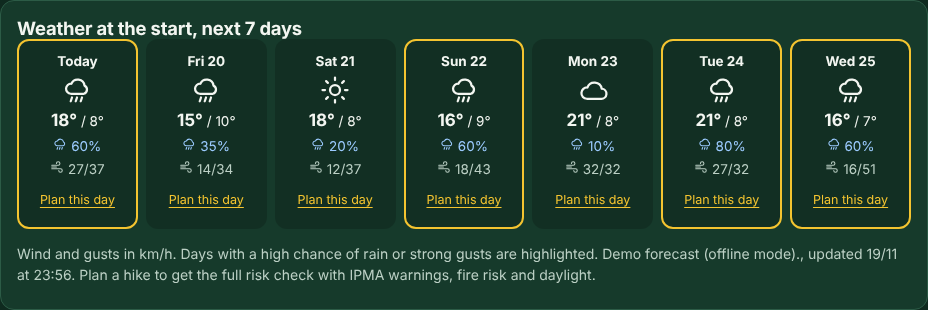 Weather at the start, next 7 days
Today
18° / 8°
60%
27/37
Plan this day
Fri 20
15° / 10°
35%
14/34
Plan this day
Sat 21
18° / 8°
20%
12/37
Plan this day
Sun 22
16° / 9°
60%
18/43
Plan this day
Mon 23
21° / 8°
10%
32/32
Plan this day
Tue 24
21° / 8°
80%
27/32
Plan this day
Wed 25
16° / 7°
60%
16/51
Plan this day
Wind and gusts in km/h. Days with a high chance of rain or strong gusts are highlighted. Demo forecast (offline mode)., updated 19/11
at 23:56. Plan a hike to get the full risk check with IPMA warnings, fire risk and daylight.